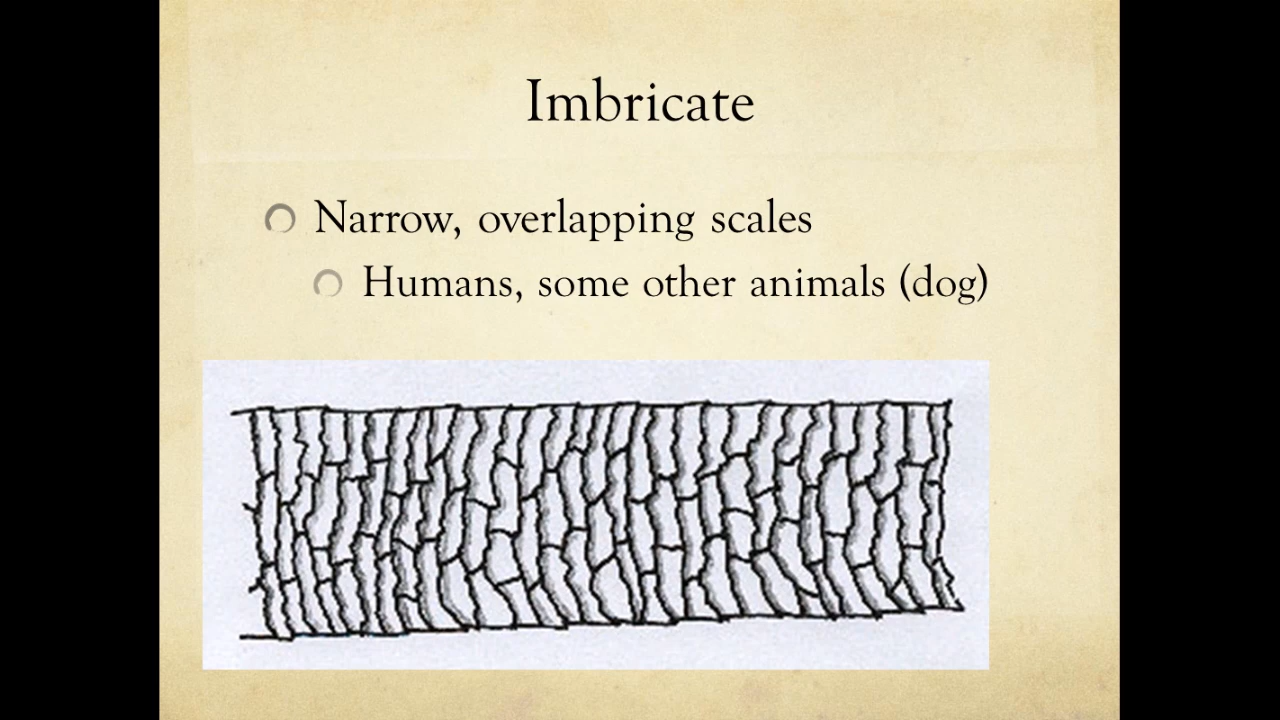 Imbricate
Narrow, overlapping scales
Humans, some other animals (dog)